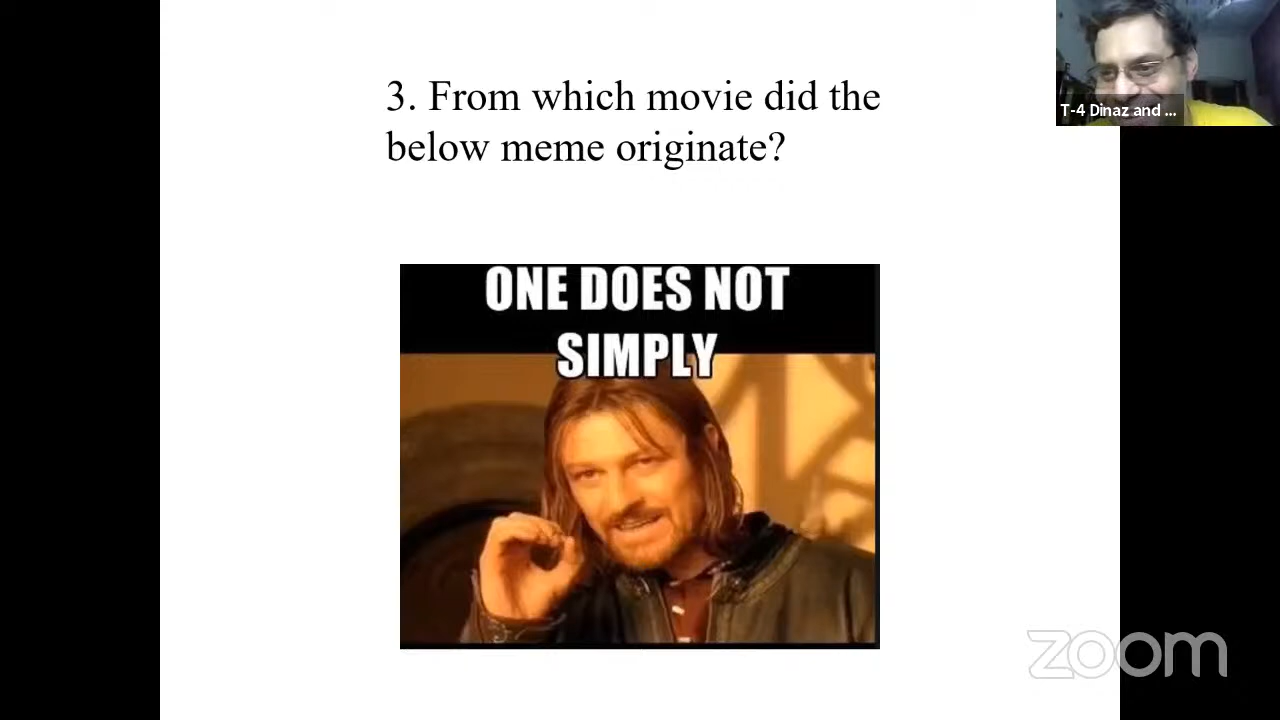 3. From which movie did the
below meme originate?
T-4 Dinaz and ...
ONE DOES NOT
SIMPLY
zoom